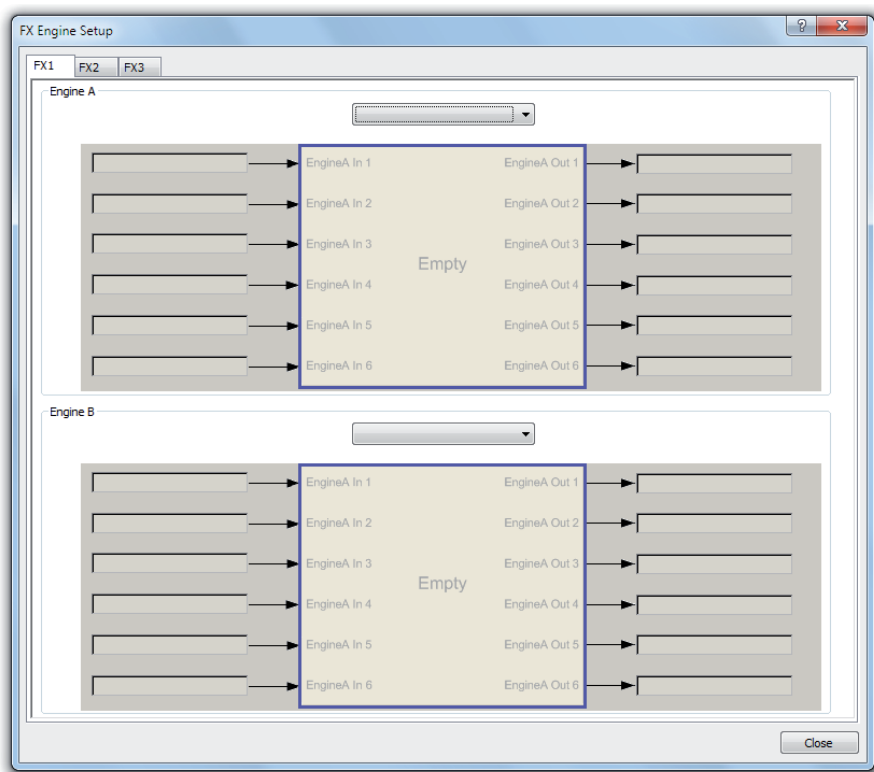 FX Engine Setup
?
FX1 FX2 FX3
Engine A
EngineA In 1 EngineA Out 1
EngineA In 2 EngineA Out 2
EngineA In 3 EngineA Out 3
Empty
EngineA In 4 EngineA Out 4
EngineA In 5 EngineA Out 5
EngineA In 6 EngineA Out 6
Engine B
EngineA In 1 EngineA Out 1
EngineA In 2 EngineA Out 2
EngineA In 3 EngineA Out 3
Empty
EngineA In 4 EngineA Out 4
EngineA In 5 EngineA Out 5
EngineA In 6 EngineA Out 6
Close